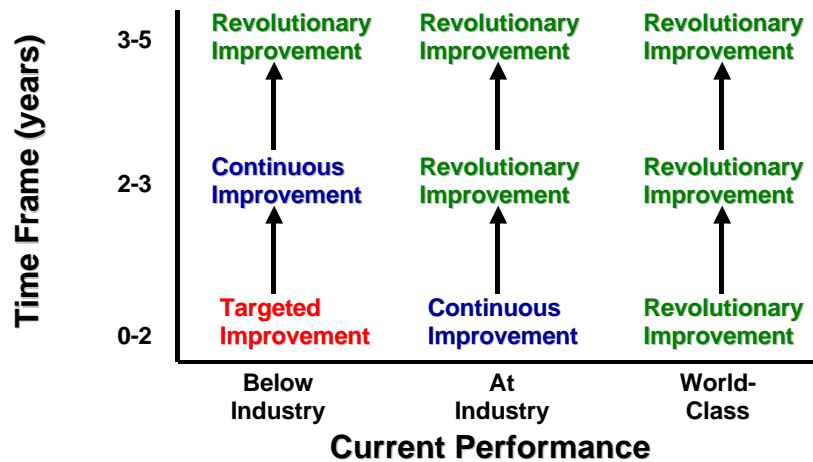 Time Frame (years)
3-5
Revolutionary
Improvement
Revolutionary
Improvement
Revolutionary
Improvement
2-3
Continuous
Improvement
Revolutionary
Improvement
Revolutionary
Improvement
0-2
Targeted
Improvement
Continuous
Improvement
Revolutionary
Improvement
Below
Industry
At
Industry
World-
Class
Current Performance